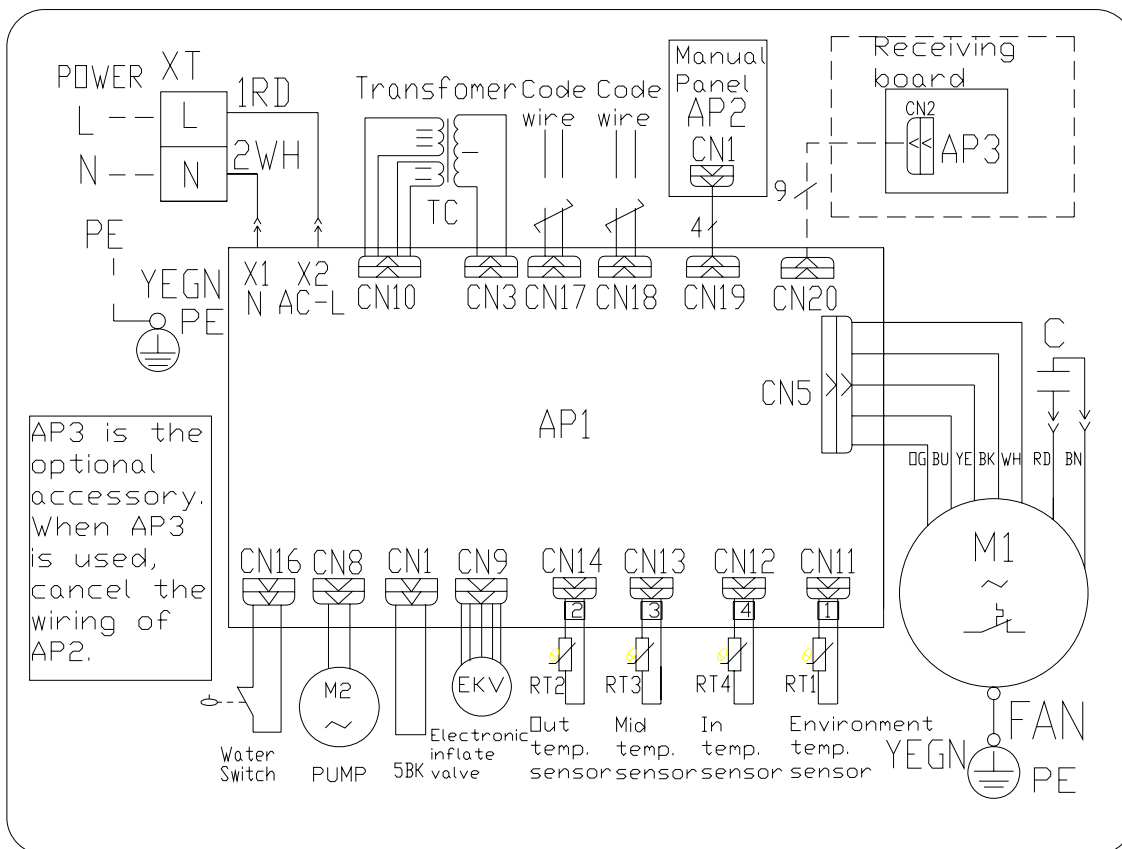 POWER XT
L
L
1RD
N
N
2WH
PE
YEGN
PE
Transfomer
TC
Code
wire
Code
wire
Manual
Panel
AP2
CN1
4
9
Receiving
board
CN2
AP3
X1
N
X2
AC-L
CN10
CN3
CN17
CN18
CN19
CN20
CN5
AP1
C
OG BU YE BK WH RD BN
M1
~
FAN
YEGN
PE
AP3 is the
optional
accessory.
When AP3
is used,
cancel the
wiring of
AP2.
CN16
CN8
CN1
CN9
CN14
CN13
CN12
CN11
2
3
4
1
θ
θ
θ
θ
RT2
RT3
RT4
RT1
M2
~
EKV
Water
Switch
PUMP
5BK
Electronic
inflate
valve
Out
temp.
sensor
Mid
temp.
sensor
In
temp.
sensor
Environment
temp.
sensor